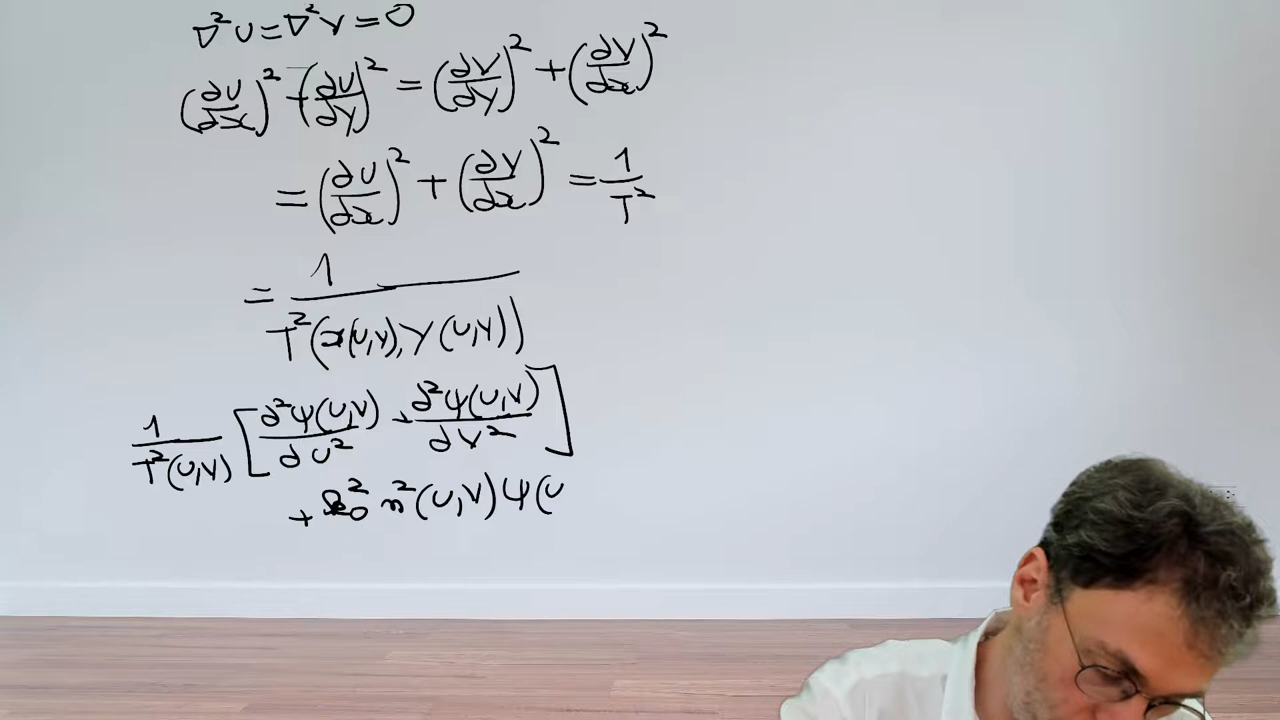 ∇²U = ∇²V = 0
(∂U/∂x)² + (∂U/∂y)² = (∂V/∂y)² + (∂V/∂x)²
= (∂U/∂x)² + (∂V/∂x)² = 1/T²
= 1/T²(x(U,V), y(U,V))
1/T²(U,V) [∂²ψ(U,V)/∂U² + ∂²ψ(U,V)/∂V²]
+ k₀² n²(U,V) ψ(U